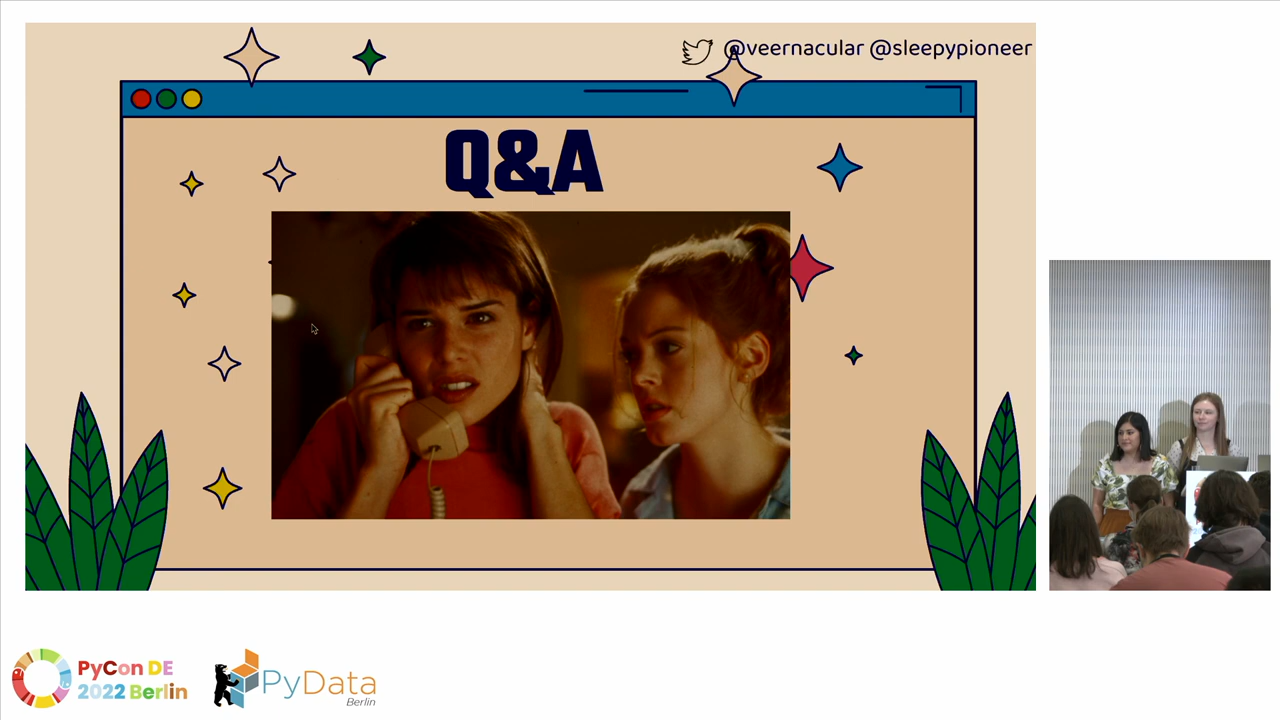 @veernacular @sleepypioneer
Q&A
PyCon DE
2022 Berlin
PyData
Berlin